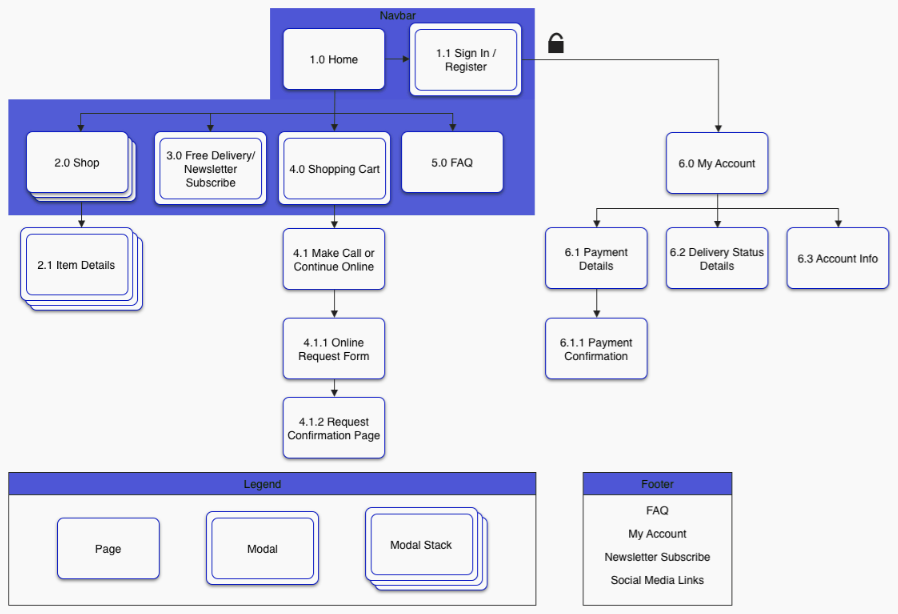 Navbar
1.0 Home
1.1 Sign In /
Register
2.0 Shop
3.0 Free Delivery/
Newsletter
Subscribe
4.0 Shopping Cart
5.0 FAQ
6.0 My Account
2.1 Item Details
4.1 Make Call or
Continue Online
6.1 Payment
Details
6.2 Delivery Status
Details
6.3 Account Info
4.1.1 Online
Request Form
6.1.1 Payment
Confirmation
4.1.2 Request
Confirmation Page
Legend
Page
Modal
Modal Stack
Footer
FAQ
My Account
Newsletter Subscribe
Social Media Links